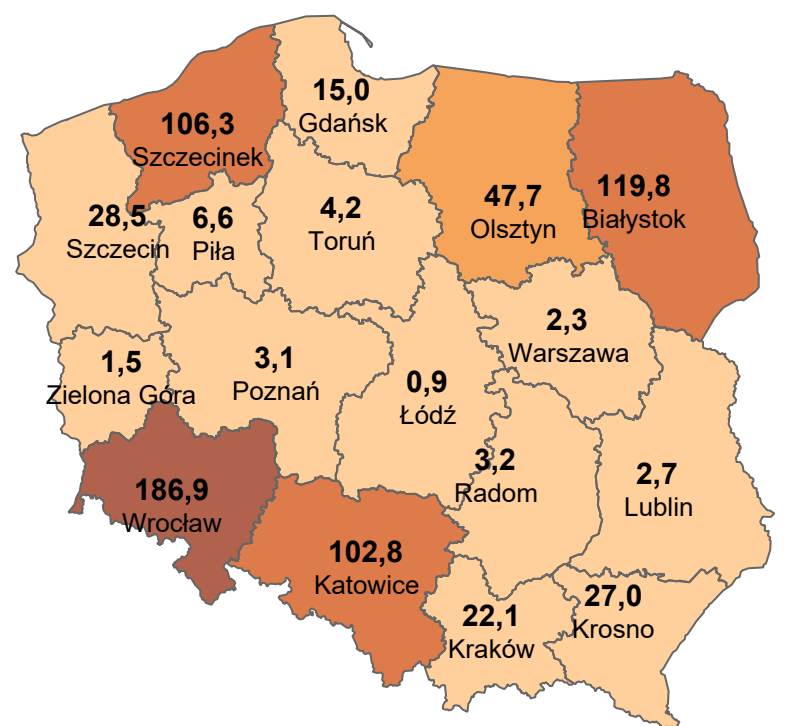 15,0
Gdańsk
106,3
Szczecinek
47,7
Olsztyn
119,8
Białystok
28,5
Szczecin
6,6
Piła
4,2
Toruń
2,3
Warszawa
1,5
Zielona Góra
3,1
Poznań
0,9
Łódź
3,2
Radom
2,7
Lublin
186,9
Wrocław
102,8
Katowice
22,1
Kraków
27,0
Krosno